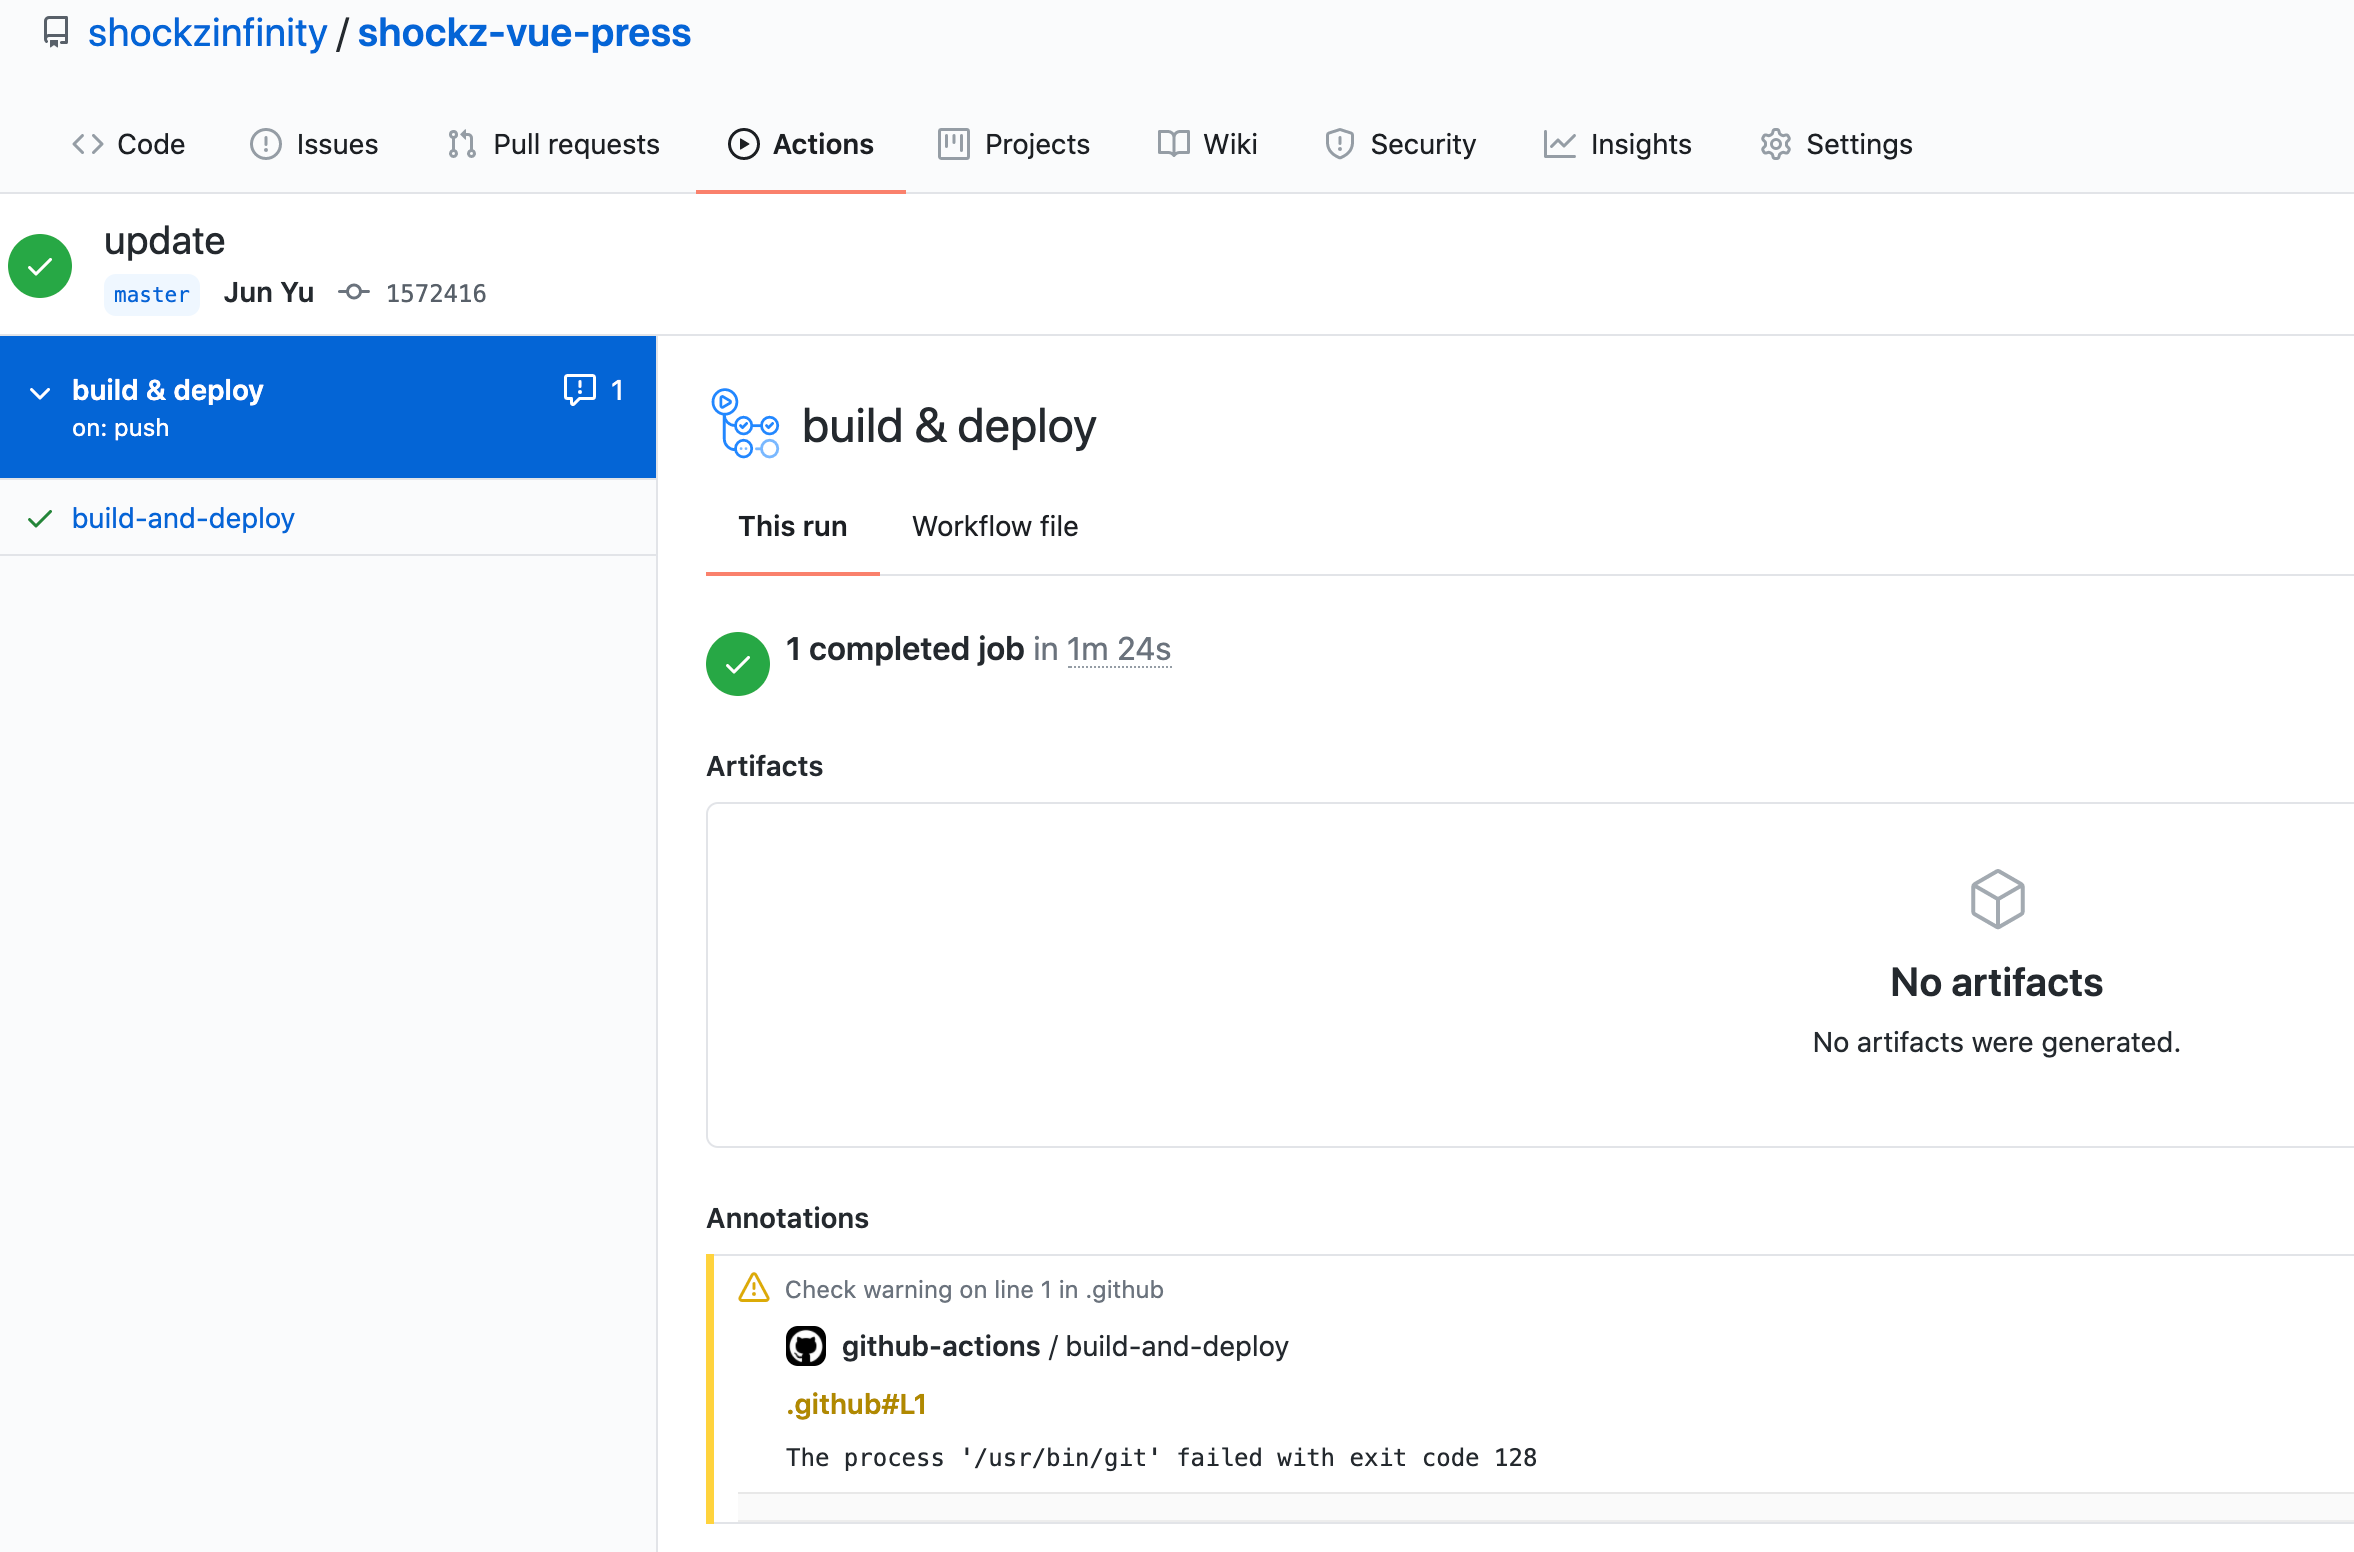 shockzinfinity / shockz-vue-press
Code Issues Pull requests Actions Projects Wiki Security Insights Settings
update
master Jun Yu 1572416
build & deploy 1
on: push
build-and-deploy
build & deploy
This run Workflow file
1 completed job in 1m 24s
Artifacts
No artifacts
No artifacts were generated.
Annotations
Check warning on line 1 in .github
github-actions / build-and-deploy
.github#L1
The process '/usr/bin/git' failed with exit code 128